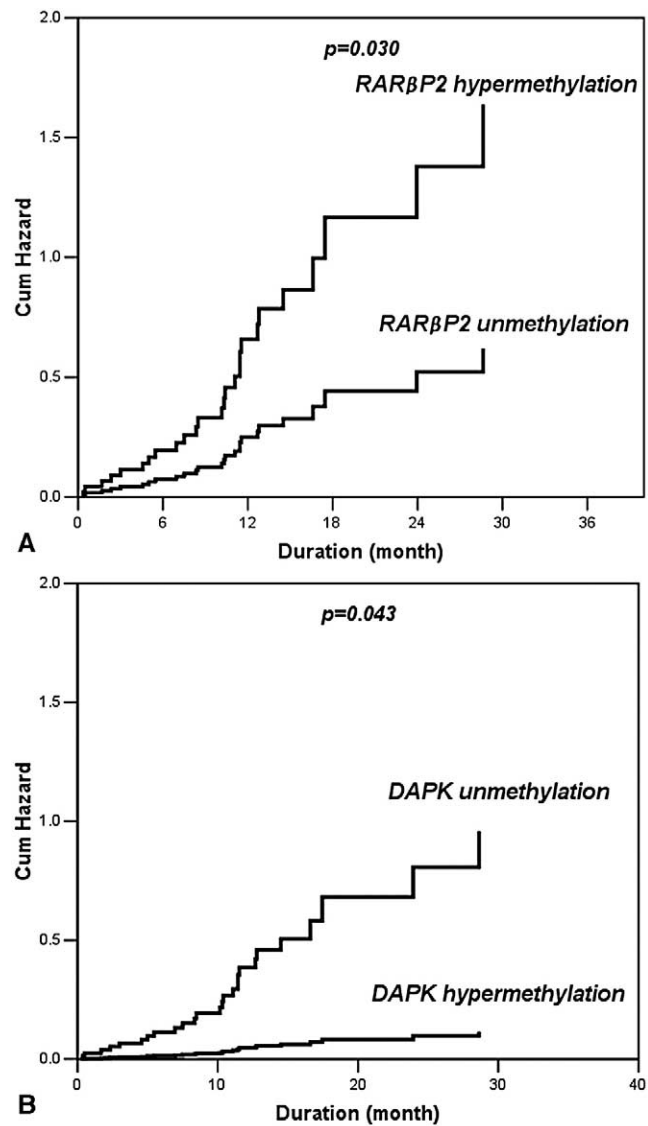 2.0
p=0.030
RARβP2 hypermethylation
1.5
Cum Hazard
1.0
RARβP2 unmethylation
0.5
0.0
0 6 12 18 24 30 36
A
Duration (month)
2.0
p=0.043
1.5
Cum Hazard
DAPK unmethylation
1.0
0.5
DAPK hypermethylation
0.0
0 10 20 30 40
B
Duration (month)